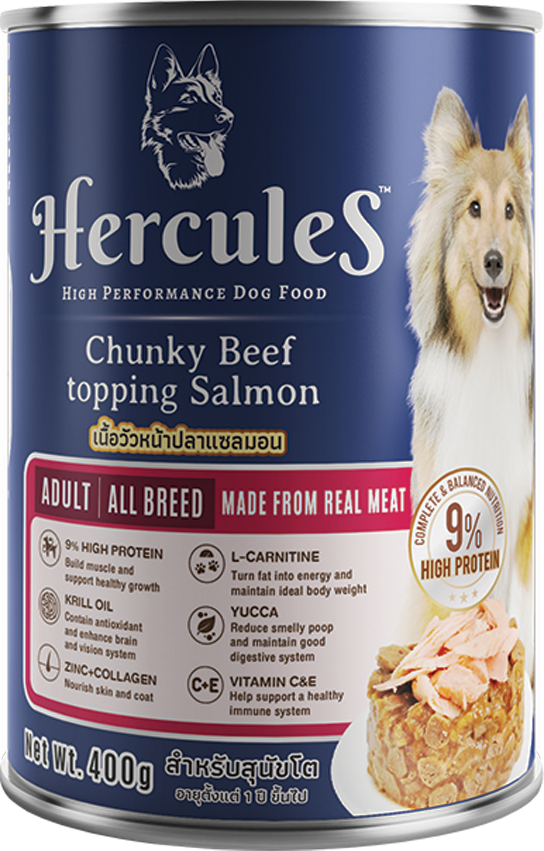 Hercules™
HIGH PERFORMANCE DOG FOOD
Chunky Beef
topping Salmon
เนื้อวัวหน้าปลาแซลมอน
ADULT | ALL BREED MADE FROM REAL MEAT
9% HIGH PROTEIN
Build muscle and
support healthy growth
KRILL OIL
Contain antioxidant
and enhance brain
and vision system
ZINC+COLLAGEN
Nourish skin and coat
L-CARNITINE
Turn fat into energy and
maintain ideal body weight
YUCCA
Reduce smelly poop
and maintain good
digestive system
C+E
VITAMIN C&E
Help support a healthy
immune system
COMPLETE & BALANCED NUTRITION
9%
HIGH PROTEIN
Net Wt. 400g
สำหรับสุนัขโต
อายุตั้งแต่ 1 ปี ขึ้นไป